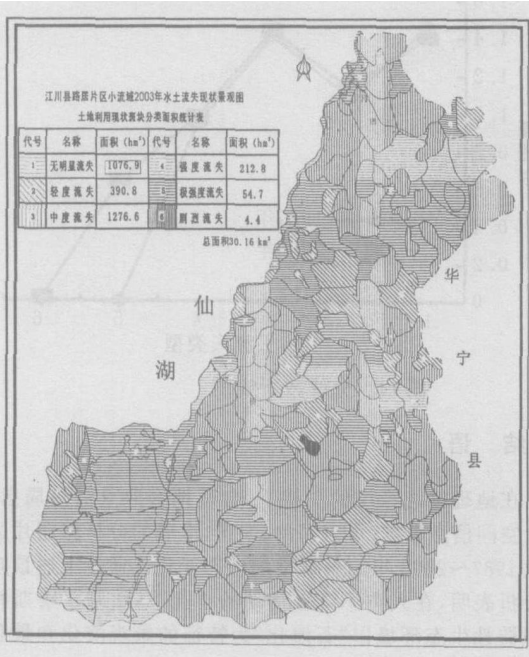 江川县路居片区小流域2003年水土流失现状景观图
土地利用现状斑块分类面积统计表
代号 名称 面积（hm²） 代号 名称 面积（hm²）
1 无明显流失 1076.9 4 强度流失 212.8
2 轻度流失 390.8 5 极强度流失 54.7
3 中度流失 1276.6 6 剧烈流失 4.4
总面积30.16 km²
仙
湖
华
宁
县